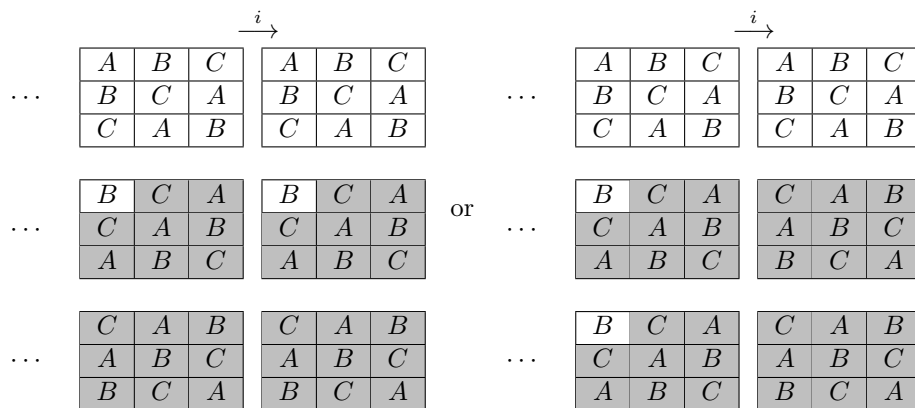 i i
A B C A B C A B C A B C
... B C A B C A ... B C A B C A
C A B C A B C A B C A B
B C A B C A B C A C A B
... C A B C A B or ... C A B A B C
A B C A B C A B C B C A
C A B C A B B C A C A B
... A B C A B C ... C A B A B C
B C A B C A A B C B C A